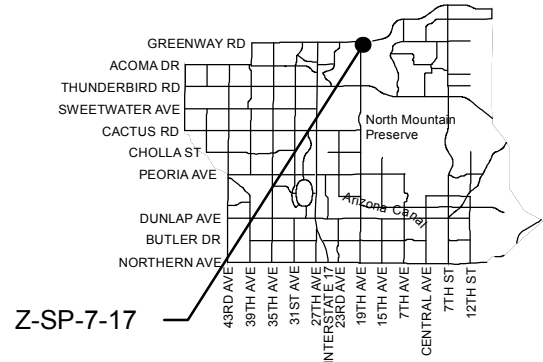 GREENWAY RD
ACOMA DR
THUNDERBIRD RD
SWEETWATER AVE
CACTUS RD
CHOLLA ST
PEORIA AVE
DUNLAP AVE
BUTLER DR
NORTHERN AVE
North Mountain
Preserve
Arizona Canal
43RD AVE
39TH AVE
35TH AVE
31ST AVE
27TH AVE
INTERSTATE 17
23RD AVE
19TH AVE
15TH AVE
7TH AVE
CENTRAL AVE
7TH ST
12TH ST
Z-SP-7-17